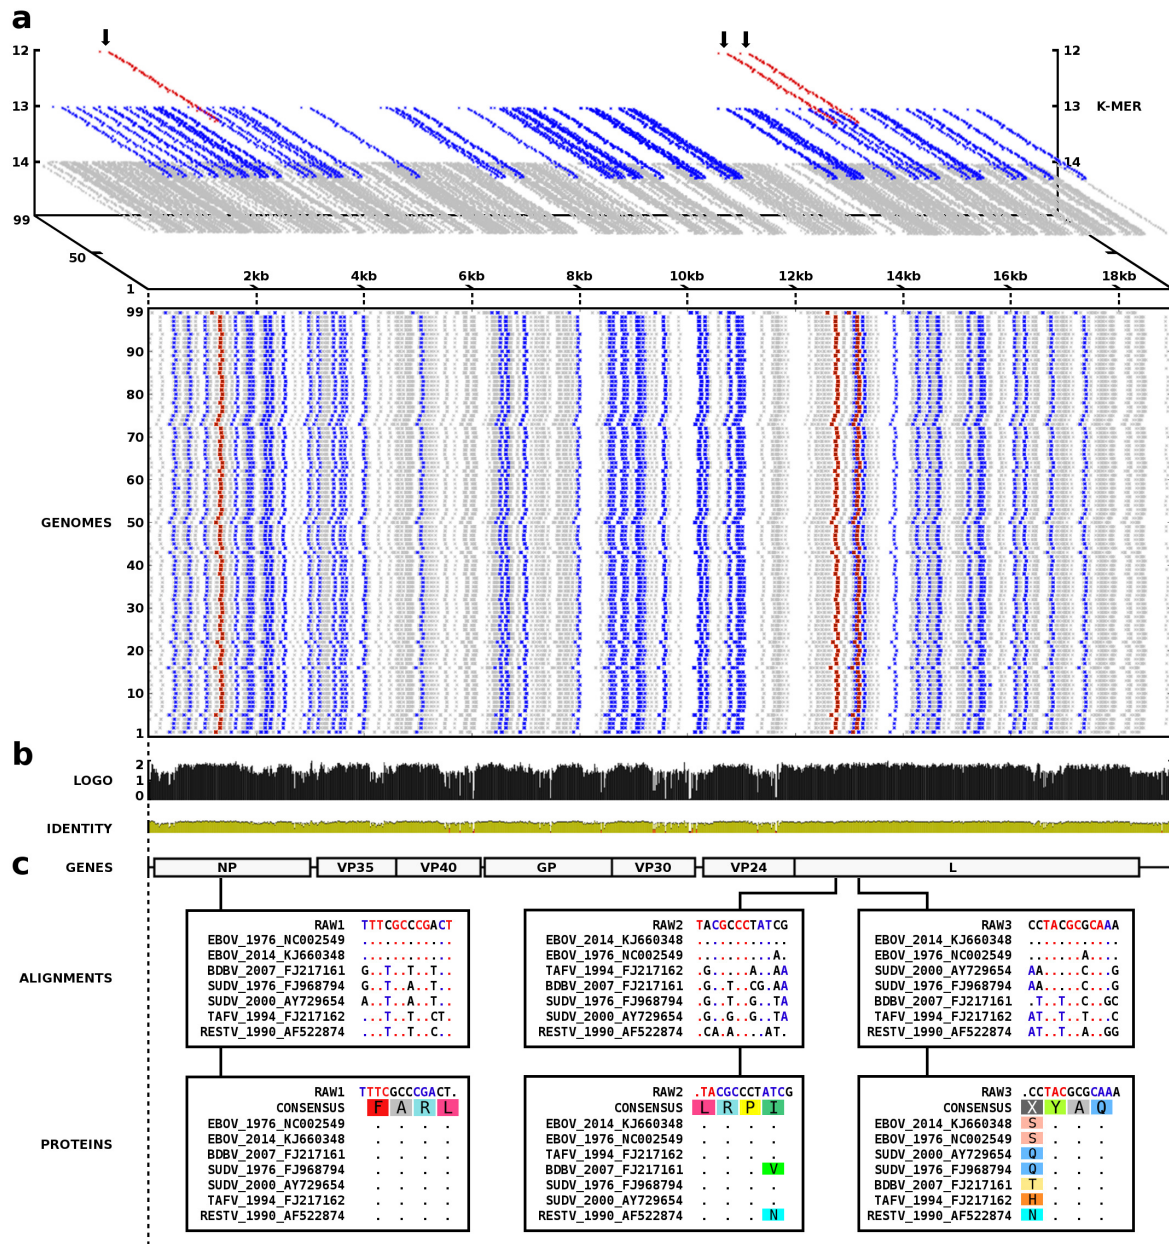 a
12
13
14
99
50
1
12
13
14
K-MER
2kb 4kb 6kb 8kb 10kb 12kb 14kb 16kb 18kb
99
90
80
70
60
50
40
30
20
10
1
GENOMES
b
LOGO
2
1
0
IDENTITY
c
GENES
NP VP35 VP40 GP VP30 VP24 L
ALIGNMENTS
RAW1 TTTCGCCCGACT
EBOV_1976_NC002549 ............
EBOV_2014_KJ660348 ............
BDBV_2007_FJ217161 G..T..T..T..
SUDV_1976_FJ968794 G..T..A..T..
SUDV_2000_AY729654 A..A..A..T..
TAFV_1994_FJ217162 ...T..T..CT.
RESTV_1990_AF522874 ...T..T..T..
RAW2 TACGCCCTATCG
EBOV_2014_KJ660348 ............
EBOV_1976_NC002549 ..........A.
TAFV_1994_FJ217162 .G.....A..AA
BDBV_2007_FJ217161 .G..T..CG.AA
SUDV_1976_FJ968794 .G..T..G..TA
SUDV_2000_AY729654 .G..G..G..TA
RESTV_1990_AF522874 .CA.A....AT.
RAW3 CCTACGCGCAAA
EBOV_2014_KJ660348 ............
EBOV_1976_NC002549 .......A....
SUDV_2000_AY729654 AA.....C...G
SUDV_1976_FJ968794 AA.....C...G
BDBV_2007_FJ217161 .T..T..C..GC
TAFV_1994_FJ217162 AT..T..T...C
RESTV_1990_AF522874 AT..T..A..GG
PROTEINS
RAW1 TTTCGCCCGACT.
CONSENSUS F A R L
EBOV_1976_NC002549 . . . .
EBOV_2014_KJ660348 . . . .
BDBV_2007_FJ217161 . . . .
SUDV_1976_FJ968794 . . . .
SUDV_2000_AY729654 . . . .
TAFV_1994_FJ217162 . . . .
RESTV_1990_AF522874 . . . .
RAW2 .TACGCCCTATCG
CONSENSUS L R P I
EBOV_2014_KJ660348 . . . .
EBOV_1976_NC002549 . . . .
TAFV_1994_FJ217162 . . . .
BDBV_2007_FJ217161 . . . V
SUDV_1976_FJ968794 . . . .
SUDV_2000_AY729654 . . . .
RESTV_1990_AF522874 . . . N
RAW3 .CCTACGCGCAAA
CONSENSUS X Y A Q
EBOV_2014_KJ660348 S . . .
EBOV_1976_NC002549 S . . .
SUDV_2000_AY729654 Q . . .
SUDV_1976_FJ968794 Q . . .
BDBV_2007_FJ217161 T . . .
TAFV_1994_FJ217162 H . . .
RESTV_1990_AF522874 N . . .